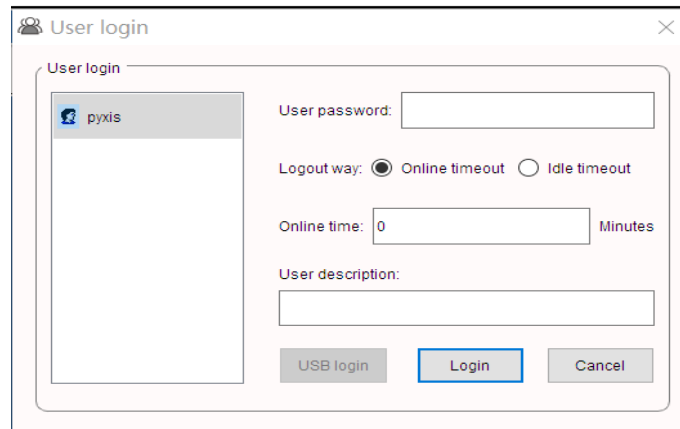 User login
User login
pyxis
User password:
Logout way: Online timeout Idle timeout
Online time: 0 Minutes
User description:
USB login Login Cancel